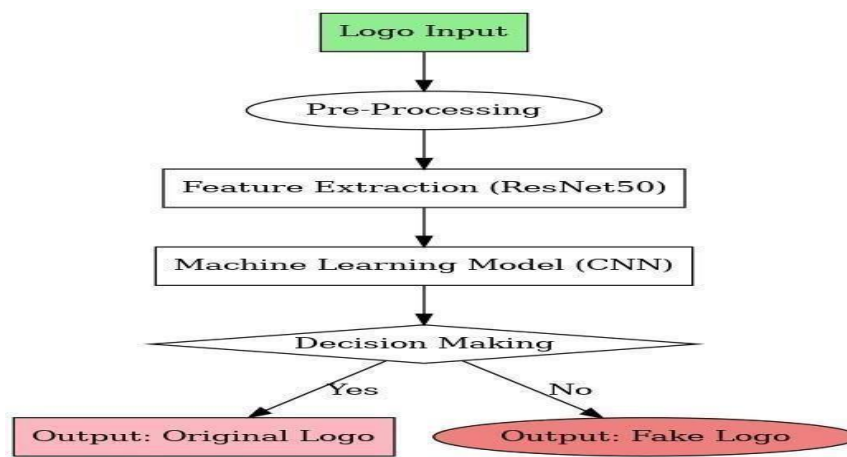 Logo Input
Pre-Processing
Feature Extraction (ResNet50)
Machine Learning Model (CNN)
Decision Making
Yes
No
Output: Original Logo
Output: Fake Logo